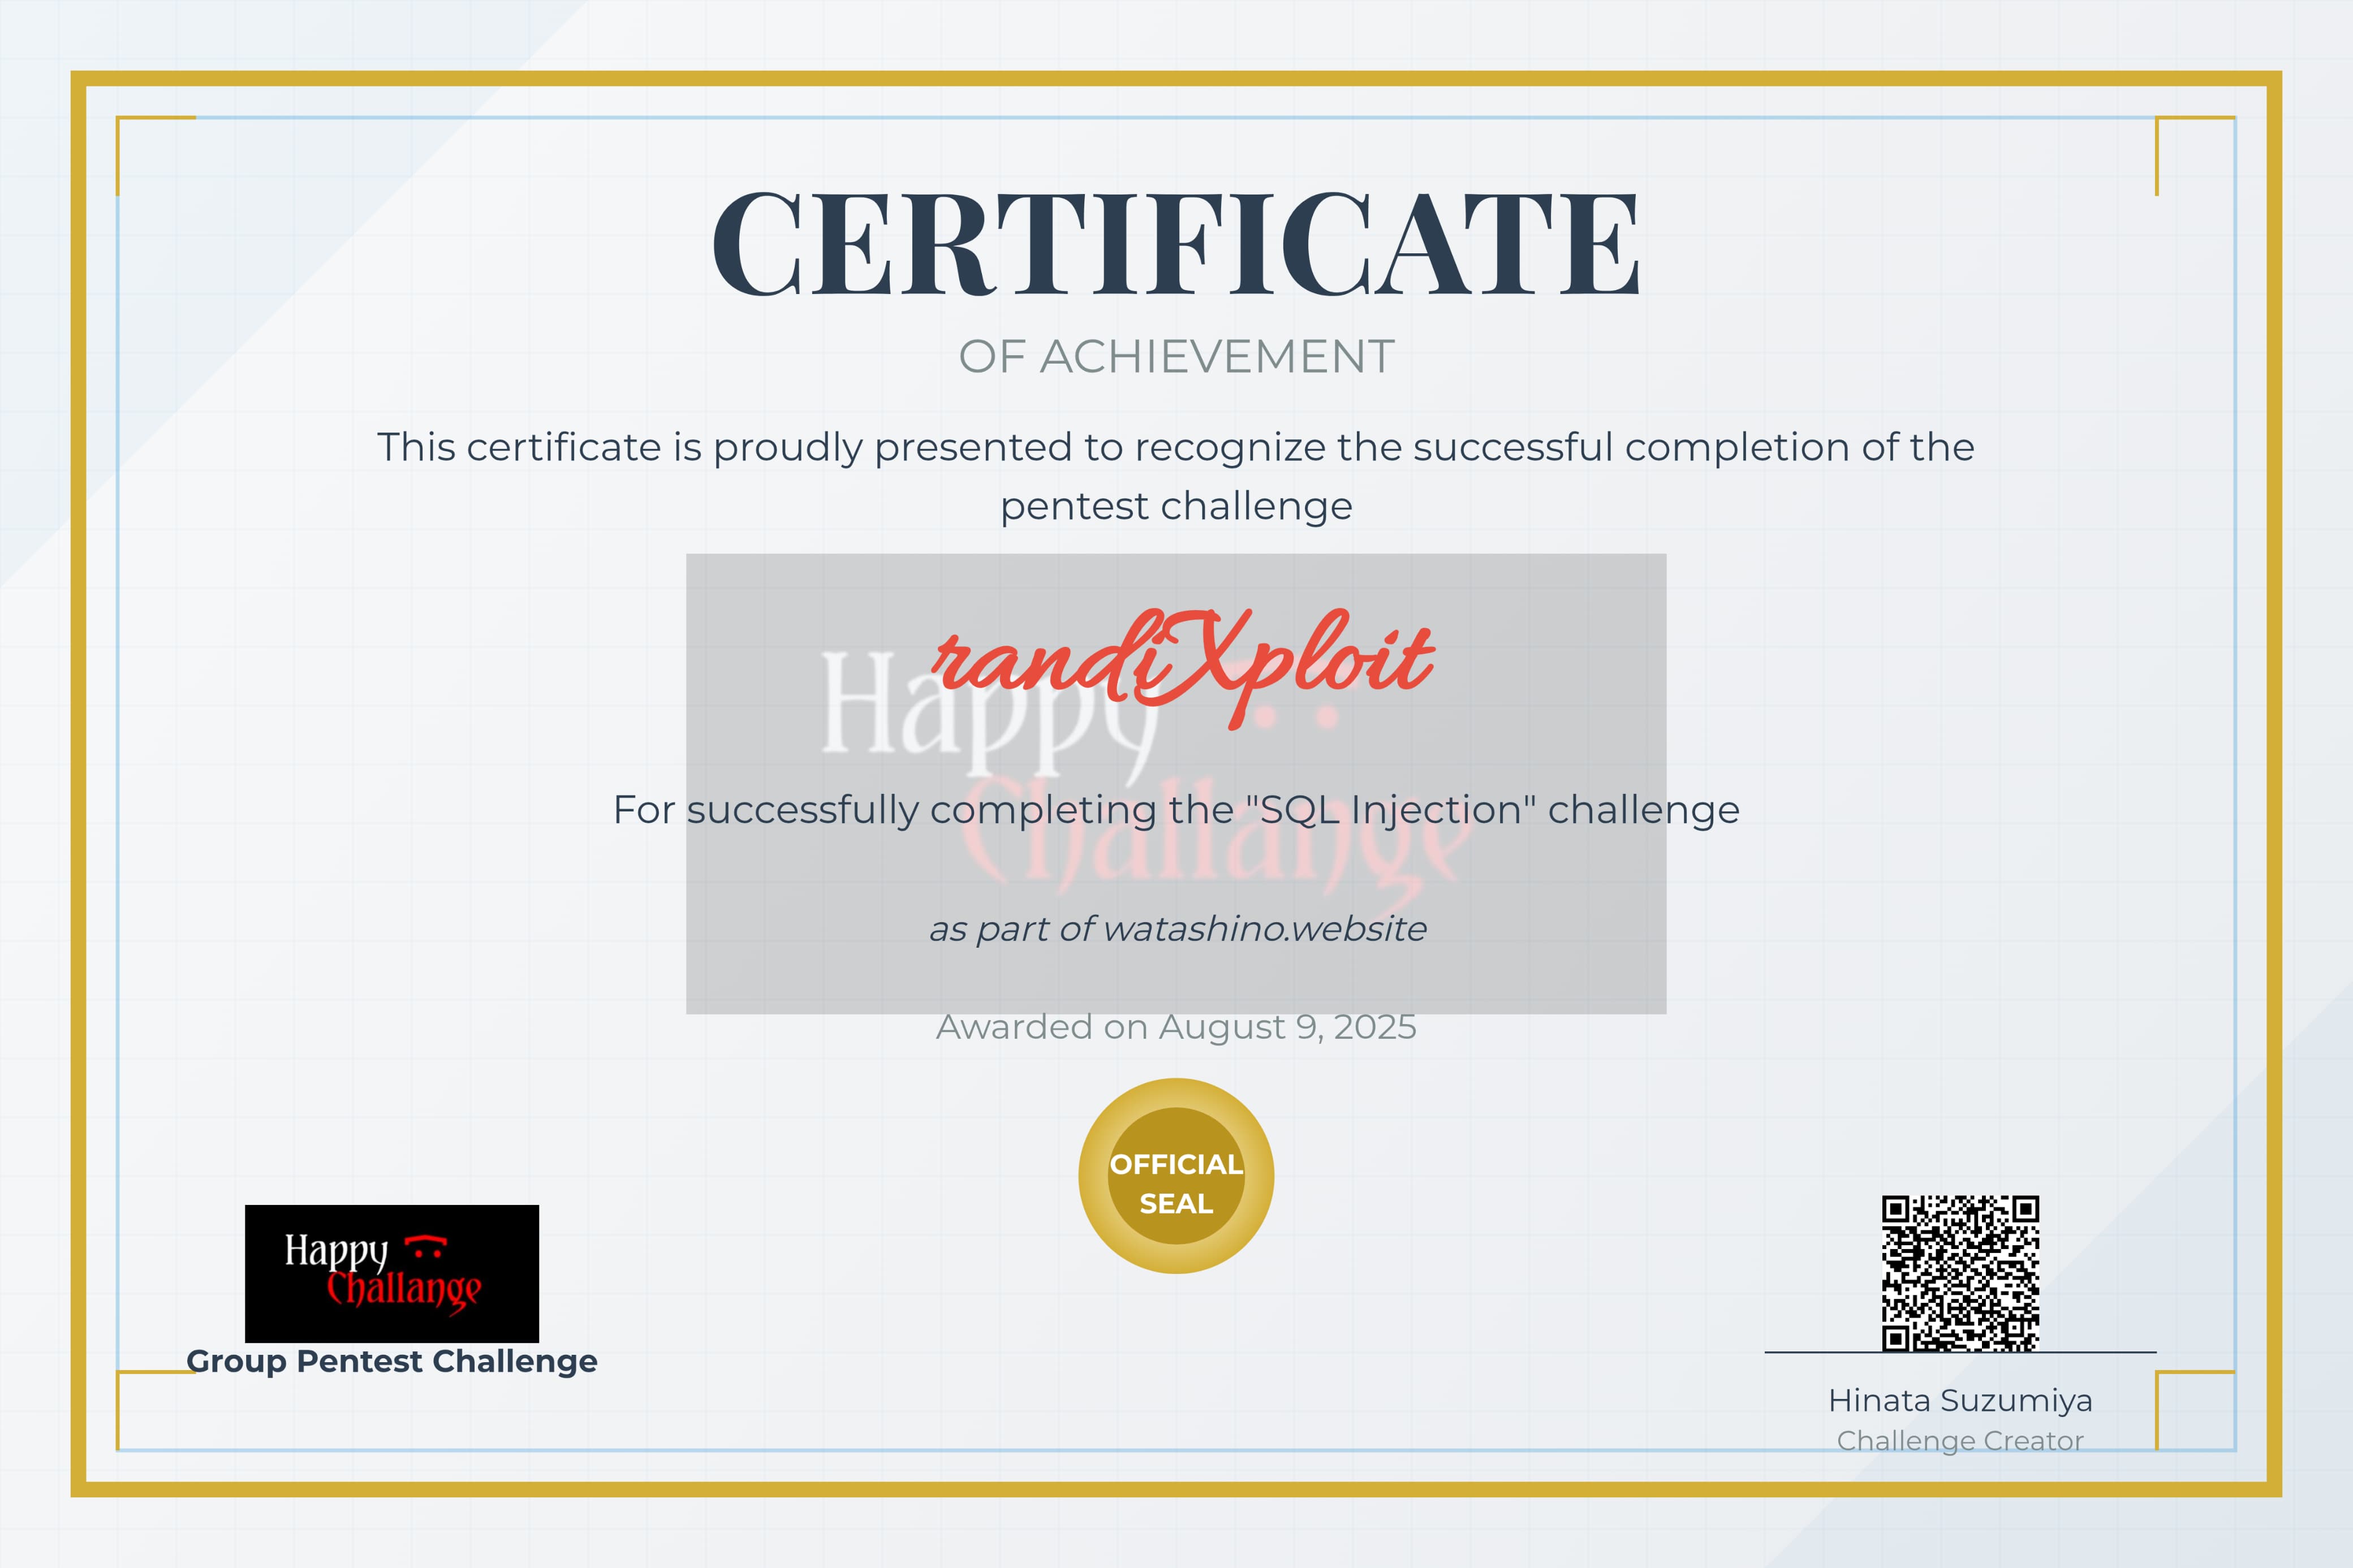 CERTIFICATE
OF ACHIEVEMENT
This certificate is proudly presented to recognize the successful completion of the
pentest challenge
randiXploit
Happy
For successfully completing the "SQL Injection" challenge
Challange
as part of watashino.website
Awarded on August 9, 2025
OFFICIAL
SEAL
Happy
Challange
Group Pentest Challenge
Hinata Suzumiya
Challenge Creator